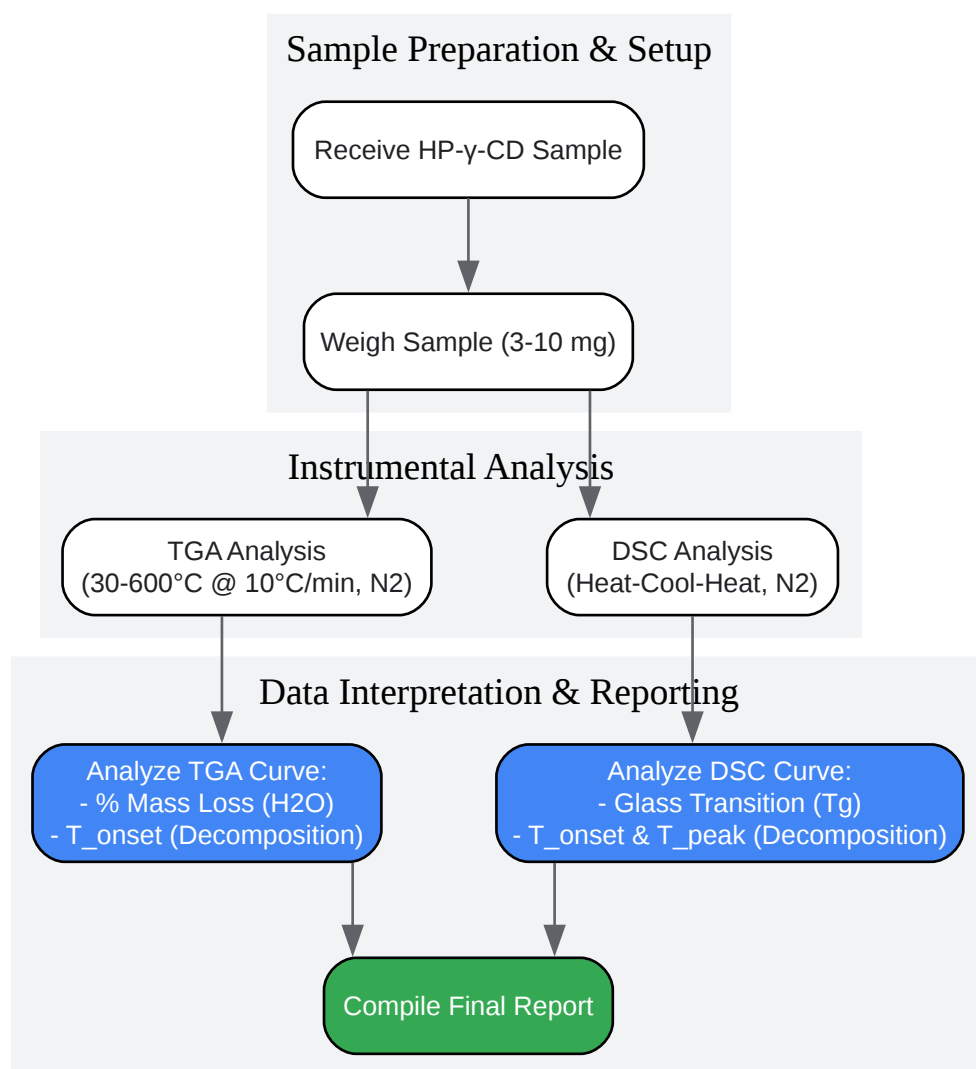 Sample Preparation & Setup
Receive HP-γ-CD Sample
Weigh Sample (3-10 mg)
Instrumental Analysis
TGA Analysis
(30-600°C @ 10°C/min, N2)
DSC Analysis
(Heat-Cool-Heat, N2)
Data Interpretation & Reporting
Analyze TGA Curve:
- % Mass Loss (H2O)
- T_onset (Decomposition)
Analyze DSC Curve:
- Glass Transition (Tg)
- T_onset & T_peak (Decomposition)
Compile Final Report